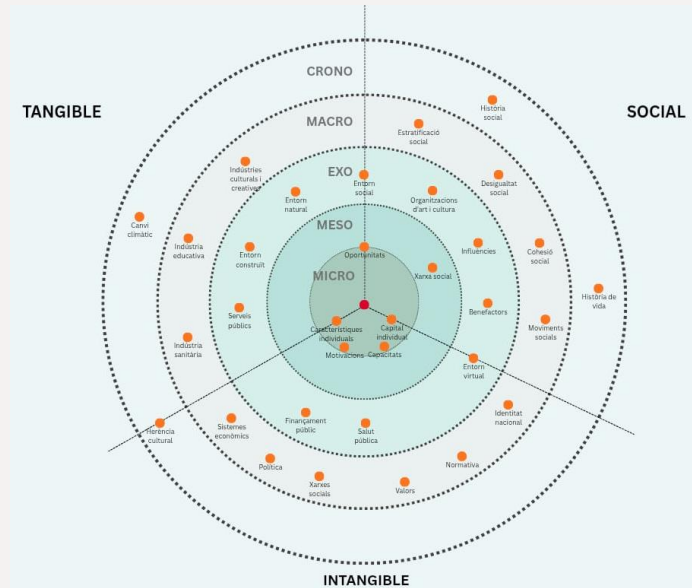 CRONO
TANGIBLE
SOCIAL
Història
social
MACRO
Estratificació
social
Indústries
culturals i
creatives
EXO
Entorn
social
Desigualtat
social
Entorn
natural
Organitzacions
d'art i cultura
Canvi
climàtic
MESO
Indústria
educativa
Entorn
construït
Oportunitats
Influències
Cohesió
social
MICRO
Xarxa social
Història de
vida
Serveis
públics
Benefactors
Moviments
socials
Característiques
individuals
Capital
individual
Indústria
sanitària
Motivacions
Capacitats
Entorn
virtual
Herència
cultural
Sistemes
econòmics
Finançament
públic
Salut
pública
Identitat
nacional
Política
Xarxes
socials
Valors
Normativa
INTANGIBLE